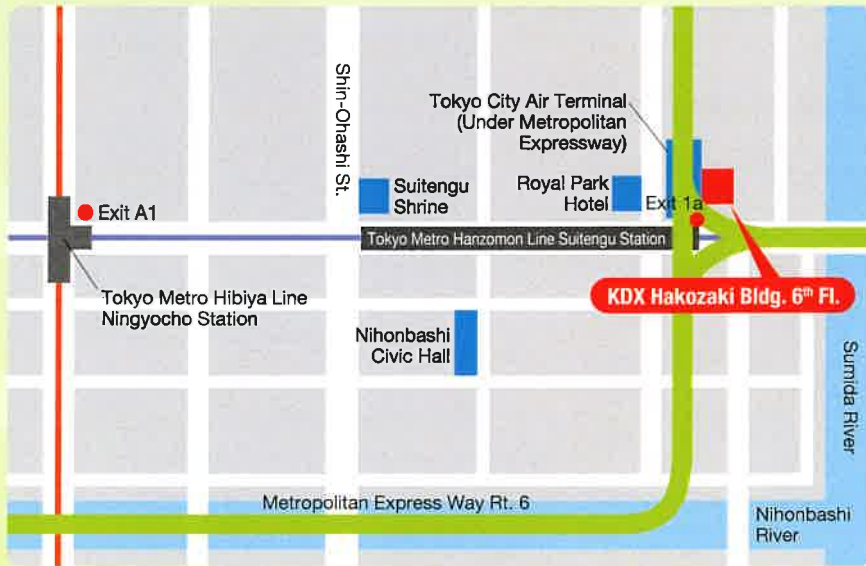 Shin-Ohashi St.
Tokyo City Air Terminal
(Under Metropolitan
Expressway)
Suitengu
Shrine
Royal Park
Hotel
Exit 1a
Exit A1
Tokyo Metro Hanzomon Line Suitengu Station
KDX Hakozaki Bldg. 6th Fl.
Tokyo Metro Hibiya Line
Ningyocho Station
Nihonbashi
Civic Hall
Sumida River
Metropolitan Express Way Rt. 6
Nihonbashi
River